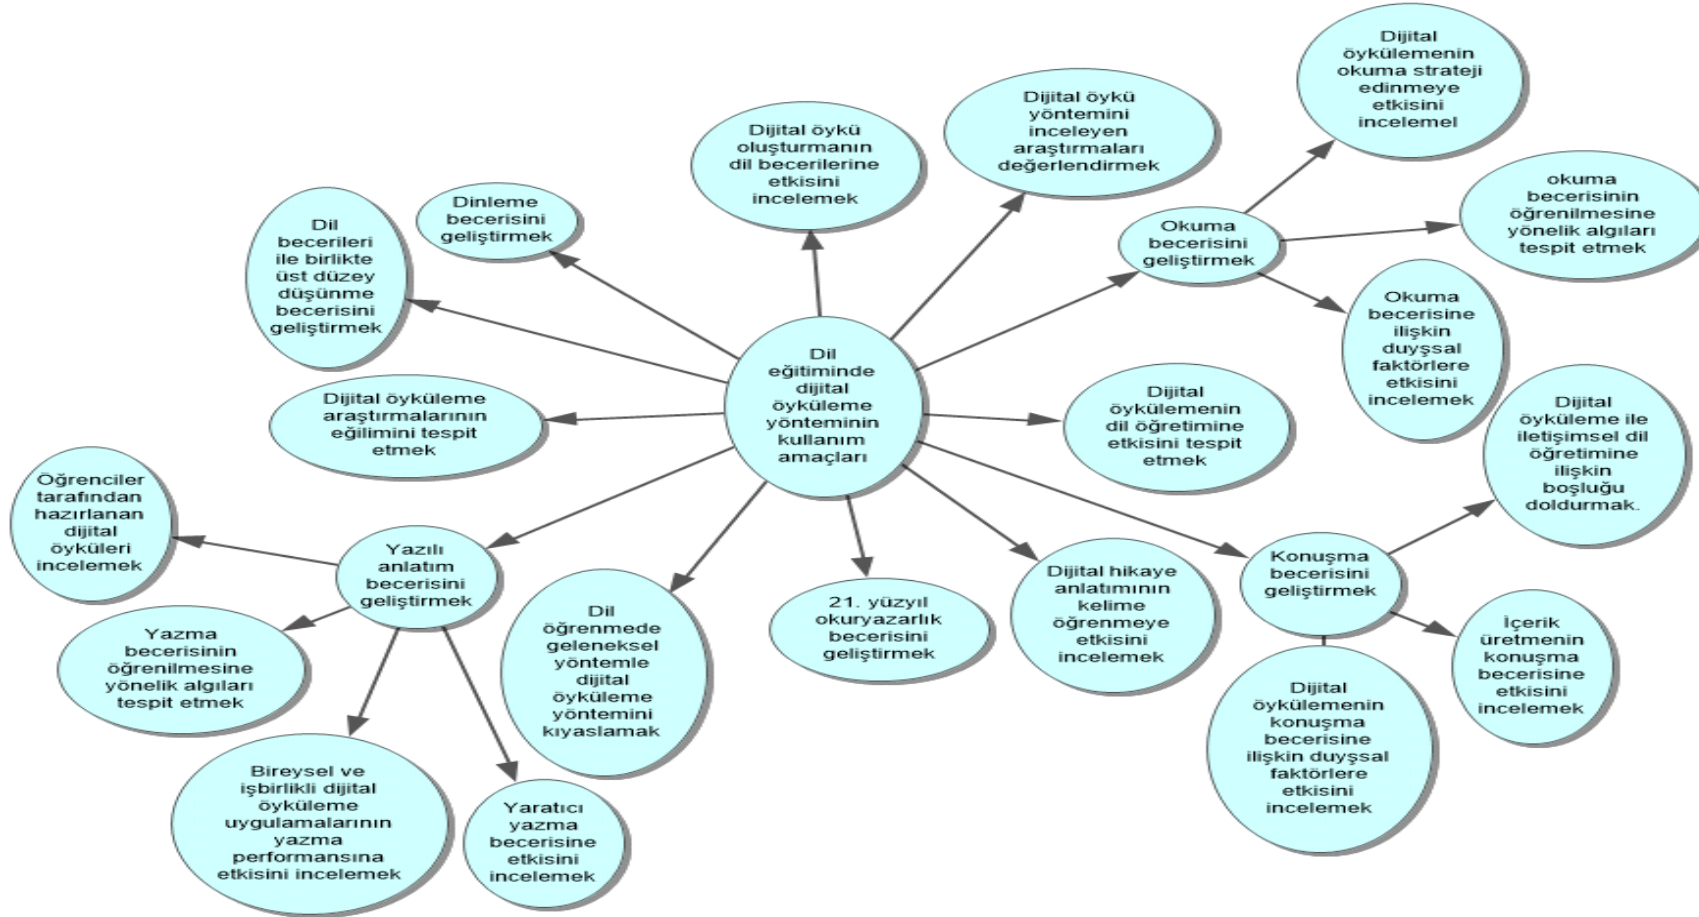 Dijital
öykülemenin
okuma strateji
edinmeye
etkisini
incelemel
Dijital öykü
yöntemini
inceleyen
araştırmaları
değerlendirmek
Dijital öykü
oluşturmanın
dil becerilerine
etkisini
incelemek
okuma
becerisinin
öğrenilmesine
yönelik algıları
tespit etmek
Dinleme
becerisini
geliştirmek
Dil
becerileri
ile birlikte
üst düzey
düşünme
becerisini
geliştirmek
Okuma
becerisini
geliştirmek
Okuma
becerisine
ilişkin
duyşsal
faktörlere
etkisini
incelemek
Dil
eğitiminde
dijital
öyküleme
yönteminin
kullanım
amaçları
Dijital öyküleme
araştırmalarının
eğilimini tespit
etmek
Dijital
öykülemenin
dil öğretimine
etkisini tespit
etmek
Dijital
öyküleme ile
iletişimsel dil
öğretimine
ilişkin
boşluğu
doldurmak.
Öğrenciler
tarafından
hazırlanan
dijital
öyküleri
incelemek
Yazılı
anlatım
becerisini
geliştirmek
Konuşma
becerisini
geliştirmek
Dijital hikaye
anlatımının
kelime
öğrenmeye
etkisini
incelemek
21. yüzyıl
okuryazarlık
becerisini
geliştirmek
Dil
öğrenmede
geleneksel
yöntemle
dijital
öyküleme
yöntemini
kıyaslamak
İçerik
üretmenin
konuşma
becerisine
etkisini
incelemek
Yazma
becerisinin
öğrenilmesine
yönelik algıları
tespit etmek
Dijital
öykülemenin
konuşma
becerisine
ilişkin duyşsal
faktörlere
etkisini
incelemek
Bireysel ve
işbirlikli dijital
öyküleme
uygulamalarının
yazma
performansına
etkisini incelemek
Yaratıcı
yazma
becerisine
etkisini
incelemek